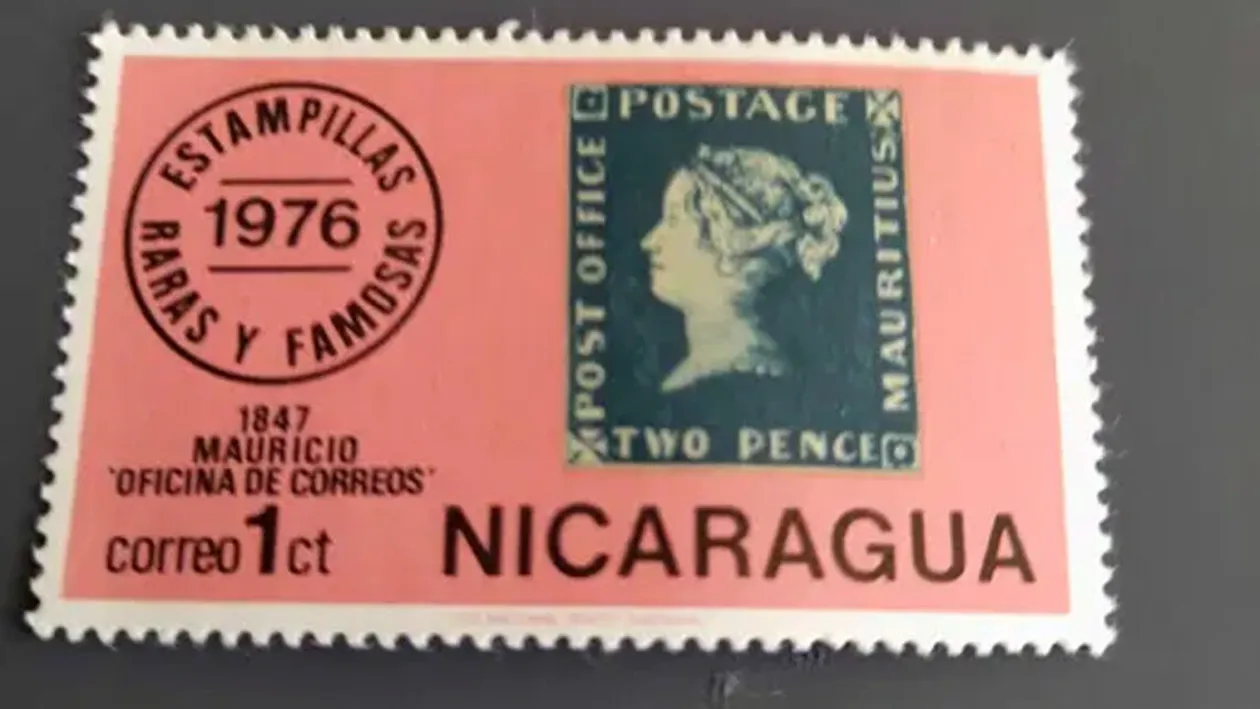 ESTAMPILLAS
1976
RARAS Y FAMOSAS
1847
MAURICIO
'OFICINA DE CORREOS'
correo 1 ct
POSTAGE
POST OFFICE
MAURITIUS
TWO PENCE
NICARAGUA